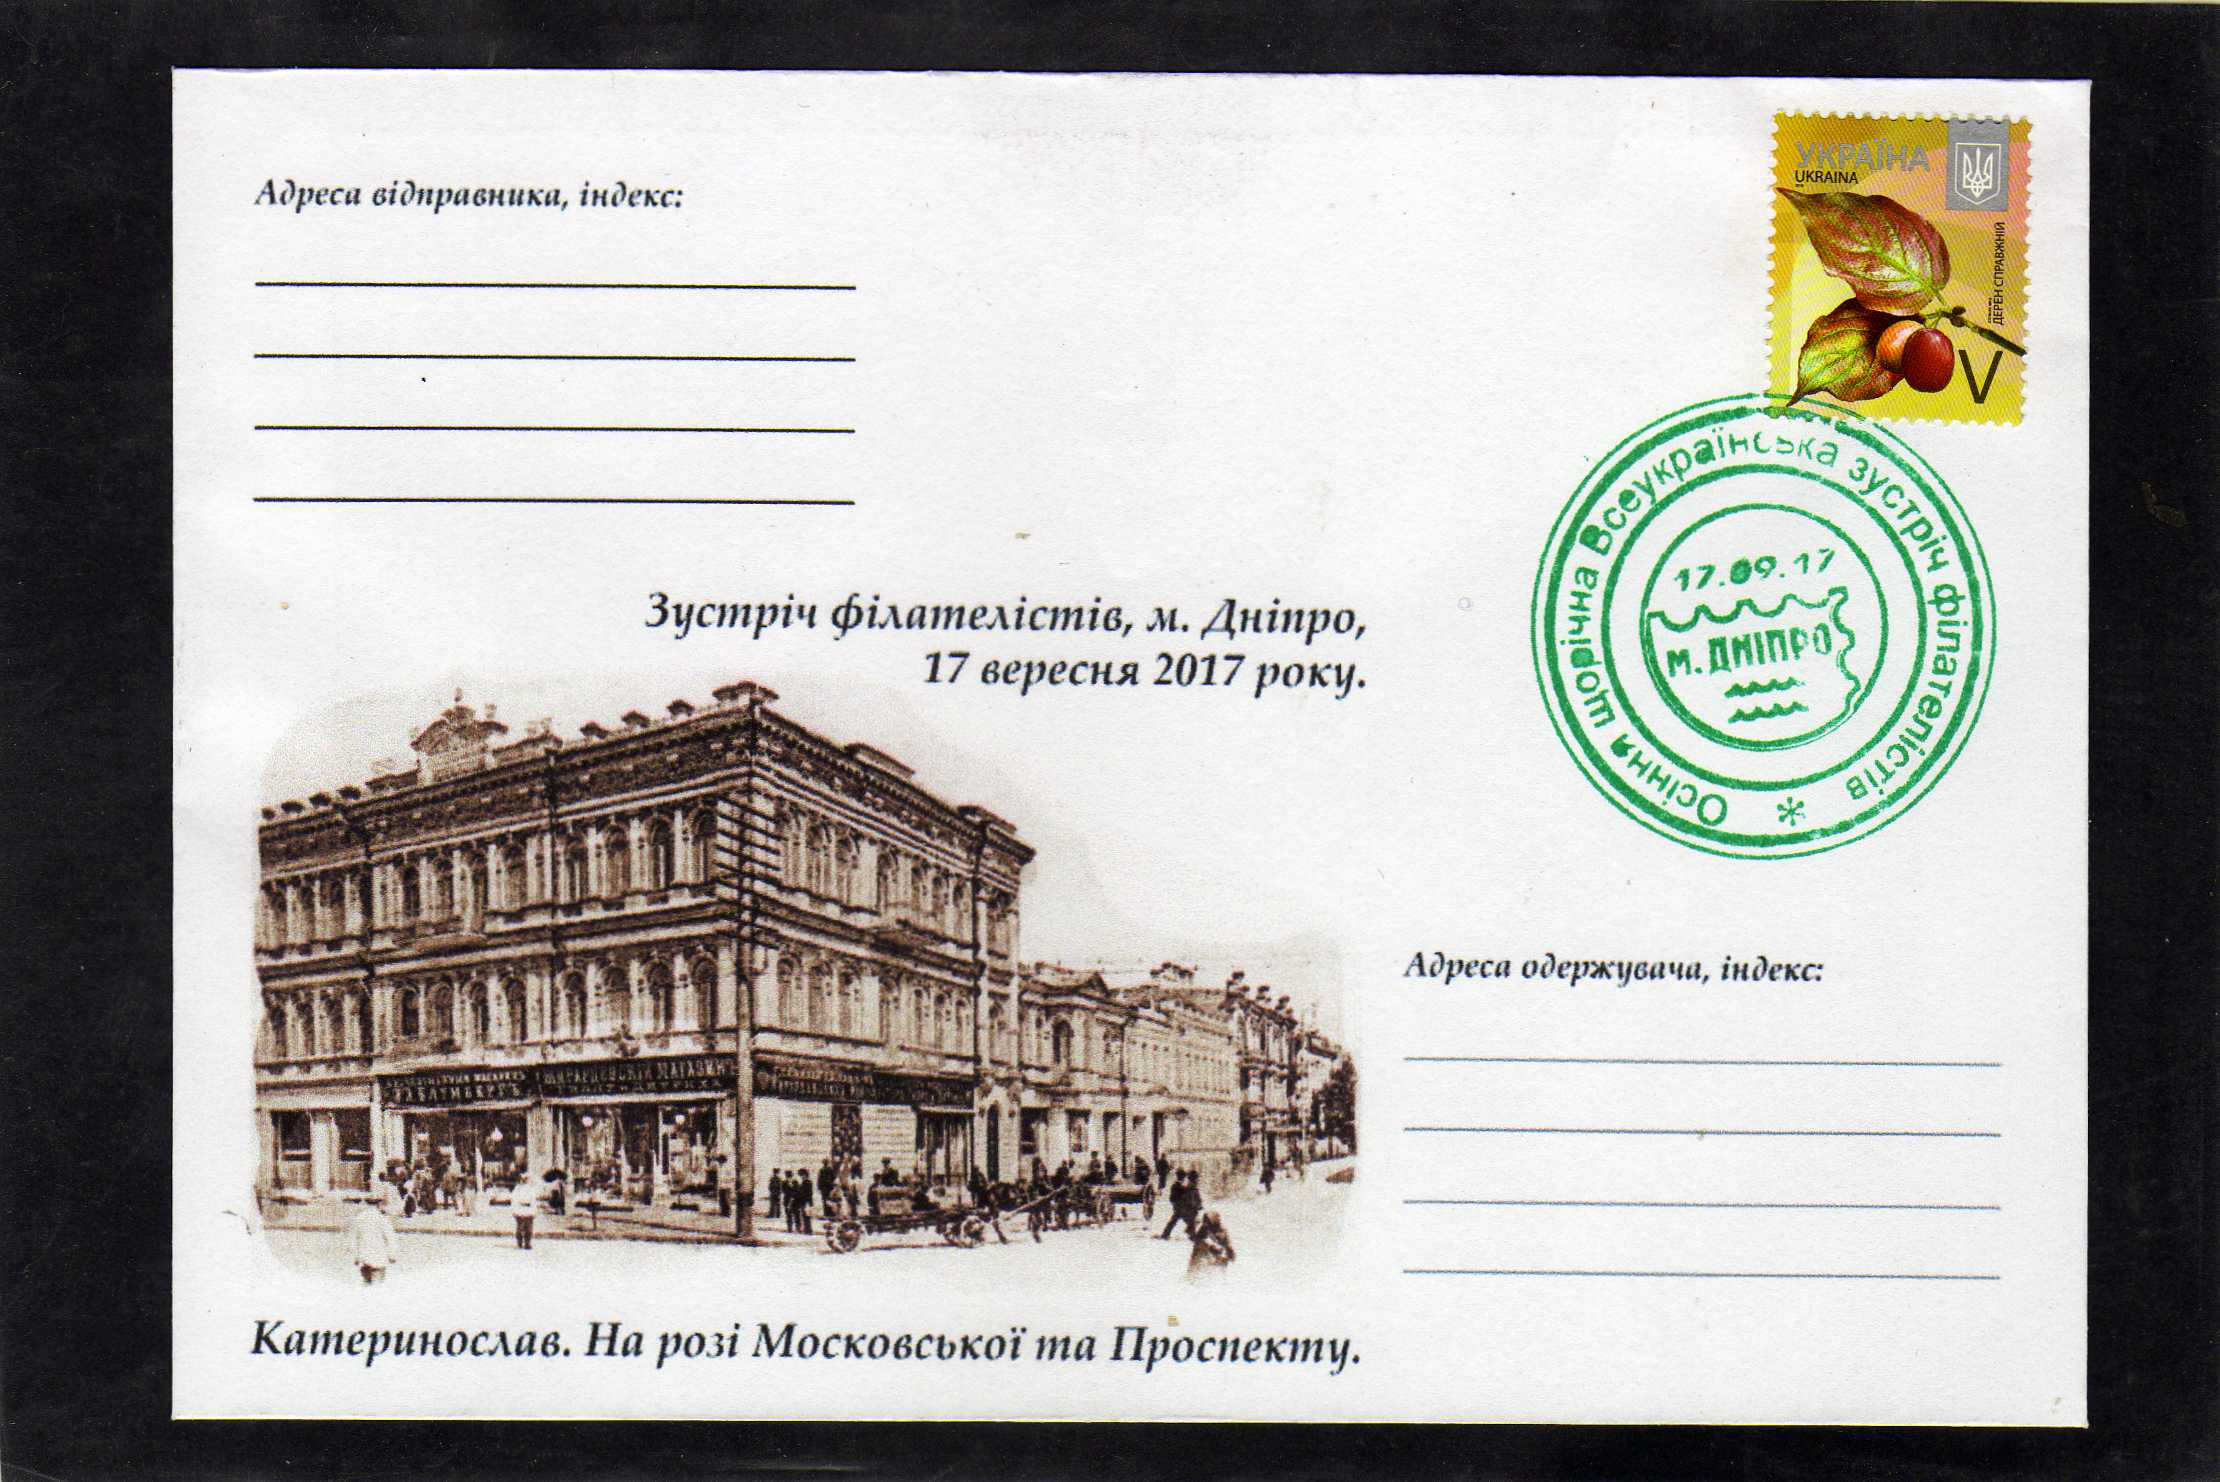 Адреса відправника, індекс:
УКРАЇНА
UKRAINA
ДЕРЕН СПРАВЖНІЙ
V
Осіння щорічна Всеукраїнська зустріч філателістів *
17.09.17
м. ДНІПРО
Зустріч філателістів, м. Дніпро,
17 вересня 2017 року.
МАГАЗИНЪ
Адреса одержувача, індекс:
Катеринослав. На розі Московської та Проспекту.